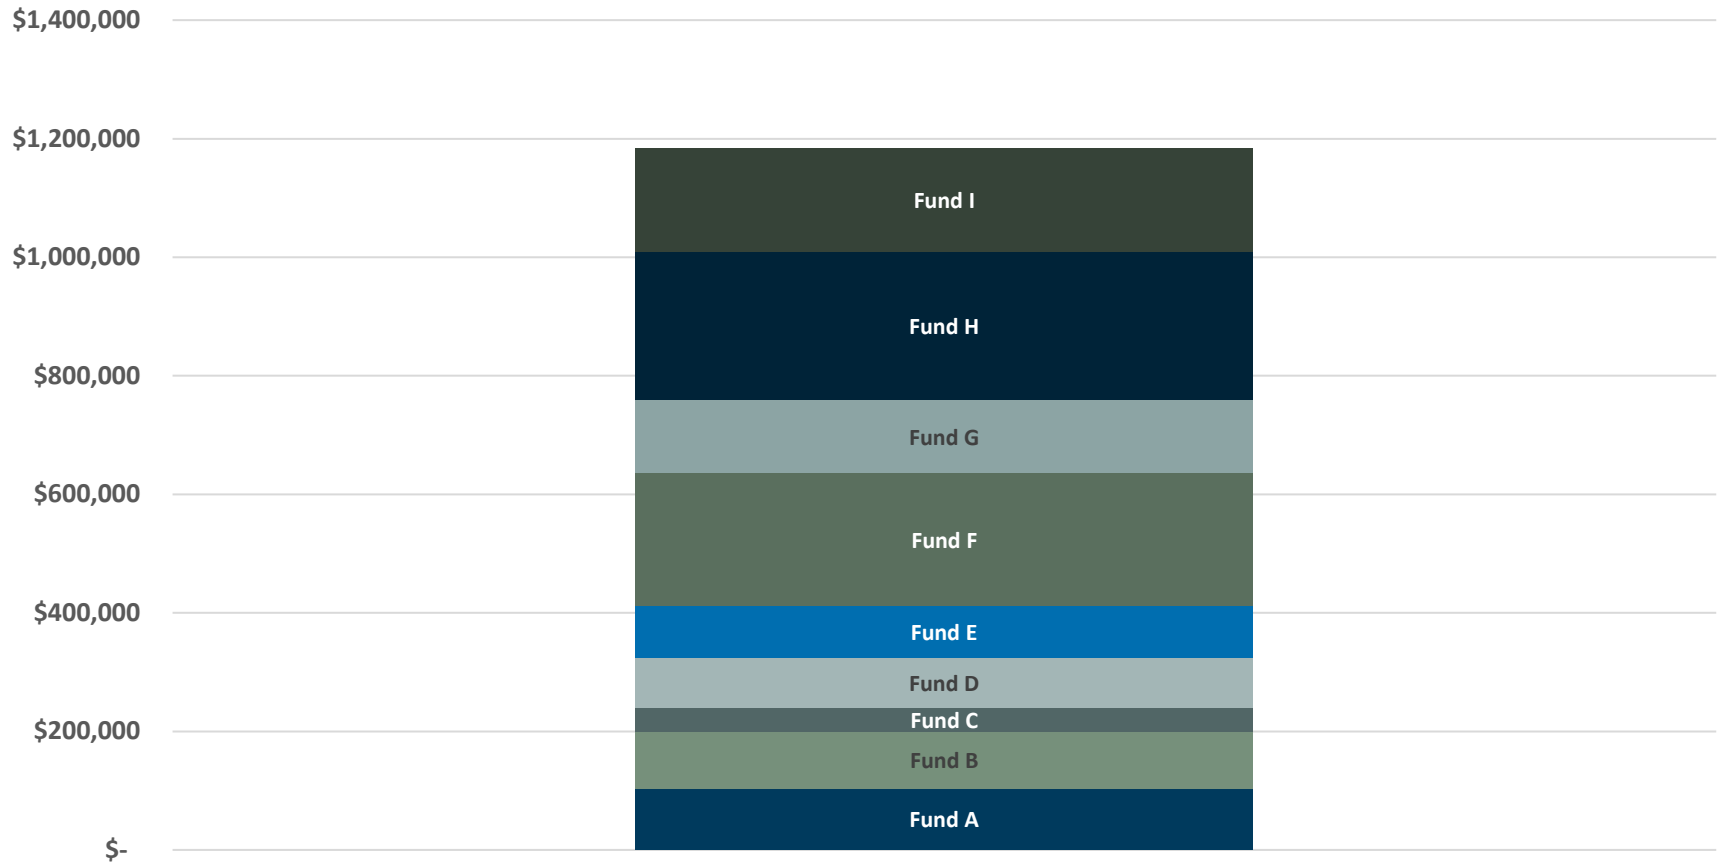 $1,400,000
$1,200,000
Fund I
$1,000,000
Fund H
$800,000
Fund G
$600,000
Fund F
$400,000
Fund E
Fund D
Fund C
$200,000
Fund B
Fund A
$-